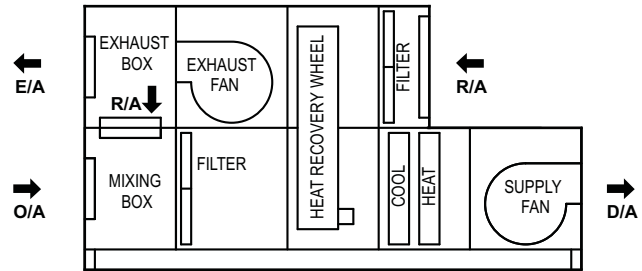 EXHAUST
BOX
EXHAUST
FAN
HEAT RECOVERY WHEEL
FILTER
E/A
R/A
R/A
MIXING
BOX
FILTER
COOL
HEAT
SUPPLY
FAN
O/A
D/A